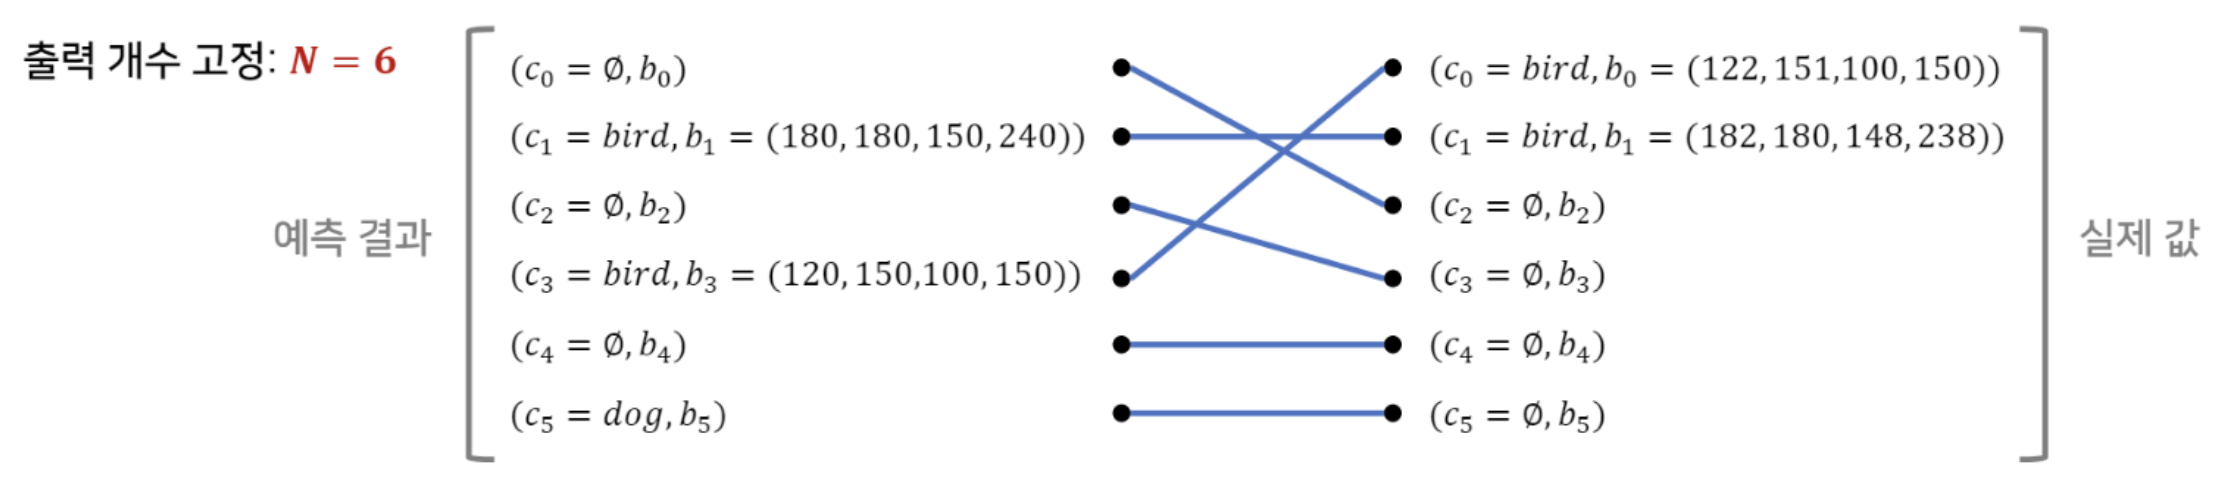 출력 개수 고정: N = 6
예측 결과
(c₀ = ∅, b₀)
(c₁ = bird, b₁ = (180, 180, 150, 240))
(c₂ = ∅, b₂)
(c₃ = bird, b₃ = (120, 150,100, 150))
(c₄ = ∅, b₄)
(c₅ = dog, b₅)
(c₀ = bird, b₀ = (122, 151,100, 150))
(c₁ = bird, b₁ = (182, 180, 148, 238))
(c₂ = ∅, b₂)
(c₃ = ∅, b₃)
(c₄ = ∅, b₄)
(c₅ = ∅, b₅)
실제 값